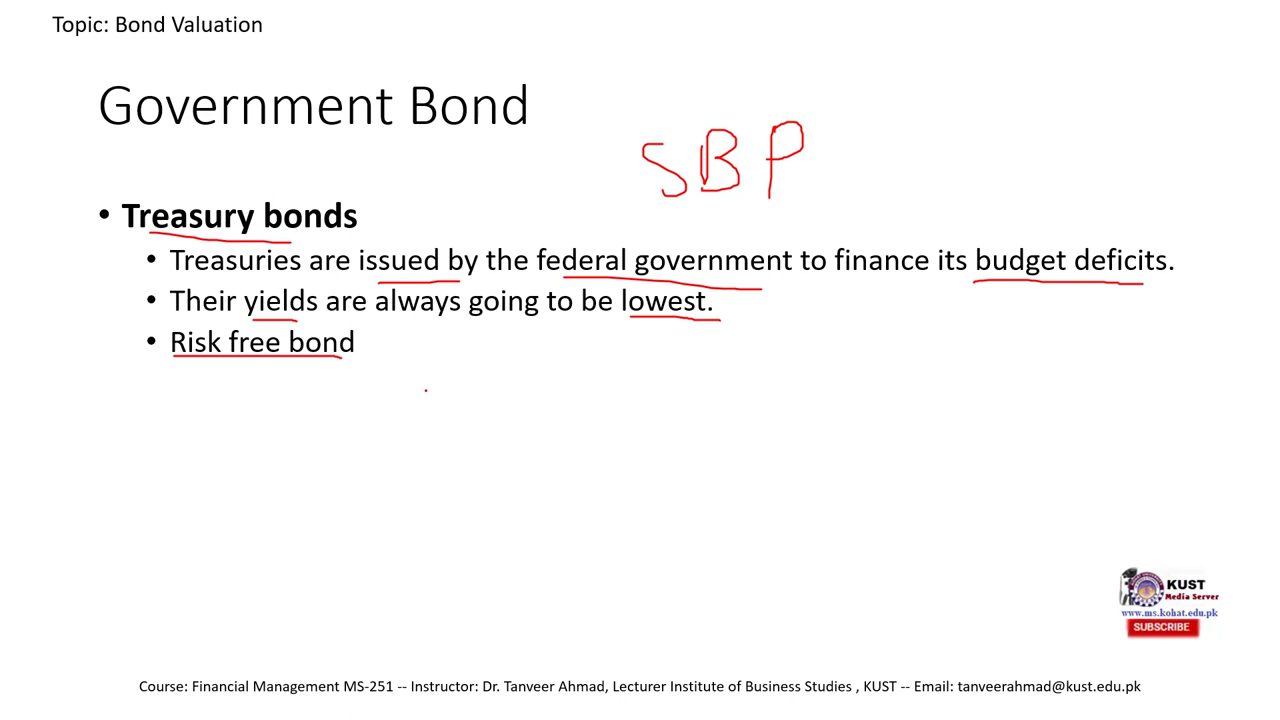 Topic: Bond Valuation
Government Bond
SBP
• Treasury bonds
• Treasuries are issued by the federal government to finance its budget deficits.
• Their yields are always going to be lowest.
• Risk free bond
KUST
Media Server
www.ms.kohat.edu.pk
SUBSCRIBE
Course: Financial Management MS-251 -- Instructor: Dr. Tanveer Ahmad, Lecturer Institute of Business Studies , KUST -- Email: tanveerahmad@kust.edu.pk